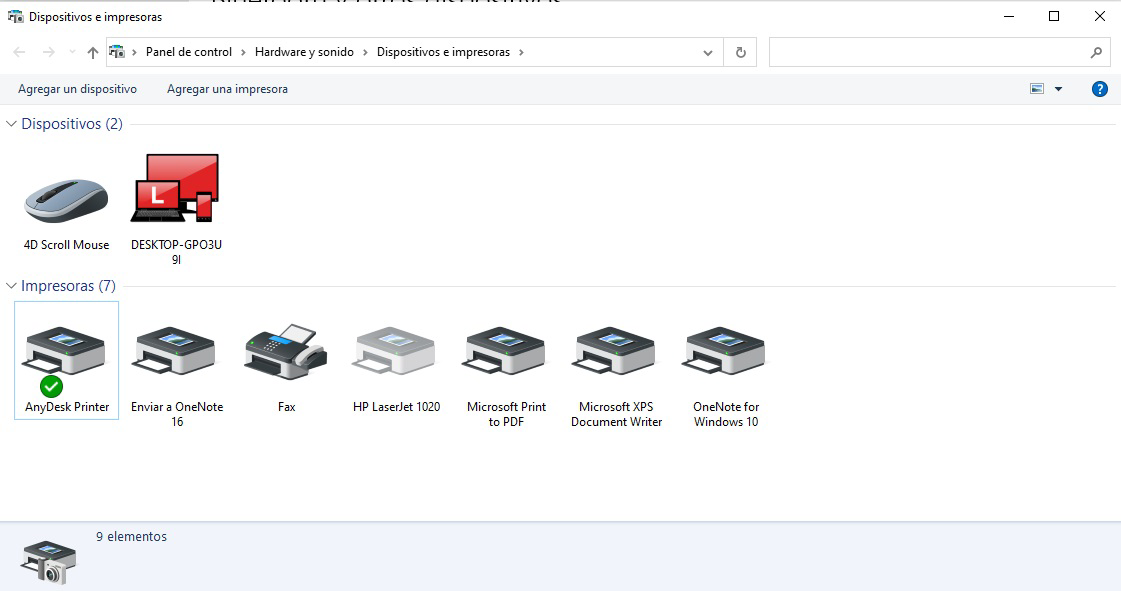 Dispositivos e impresoras
Panel de control > Hardware y sonido > Dispositivos e impresoras >
Agregar un dispositivo Agregar una impresora
Dispositivos (2)
L
4D Scroll Mouse
DESKTOP-GPO3U
9I
Impresoras (7)
AnyDesk Printer
Enviar a OneNote
16
Fax
HP LaserJet 1020
Microsoft Print
to PDF
Microsoft XPS
Document Writer
OneNote for
Windows 10
9 elementos